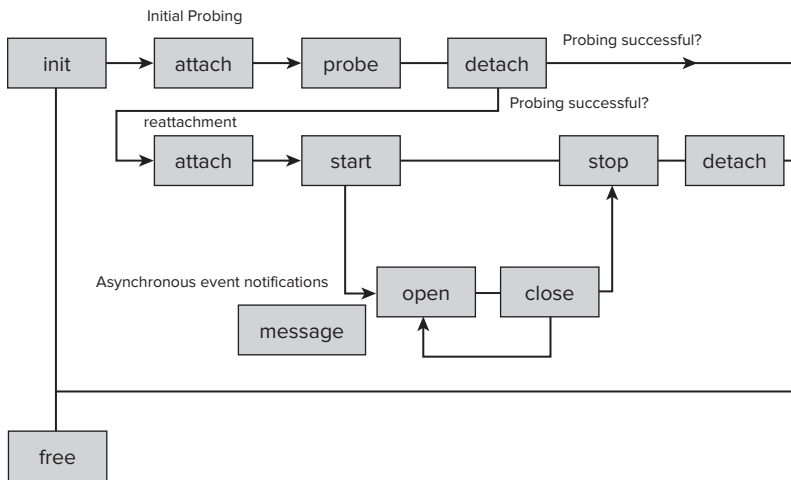 Initial Probing
init
attach
probe
detach
Probing successful?
Probing successful?
reattachment
attach
start
stop
detach
Asynchronous event notifications
open
close
message
free